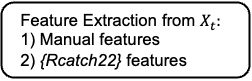 Feature Extraction from Xₜ:
1) Manual features
2) {Rcatch22} features